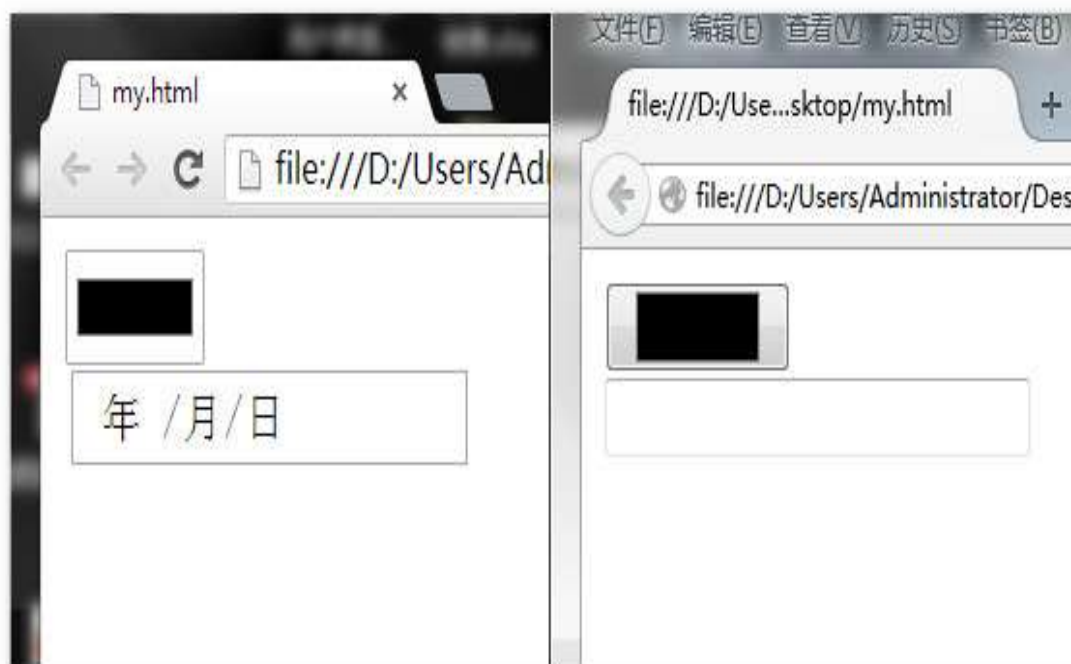 my.html ×
file:///D:/Users/Ad
年 /月/日
文件(F) 编辑(E) 查看(V) 历史(S) 书签(B)
file:///D:/Use...sktop/my.html +
file:///D:/Users/Administrator/Des